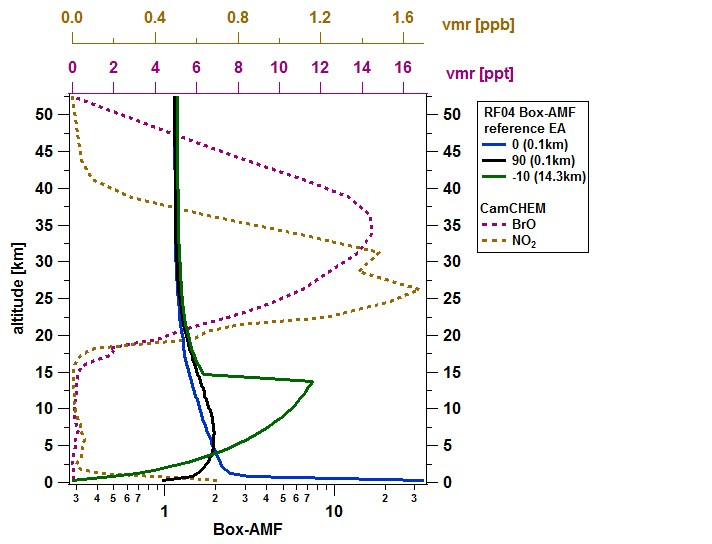 0.0 0.4 0.8 1.2 1.6
vmr [ppb]
0 2 4 6 8 10 12 14 16
vmr [ppt]
50 50
45 45
40 40
35 35
30 30
25 25
20 20
15 15
10 10
5 5
0 0
altitude [km]
3 4 5 6 7 1 2 3 4 5 6 7 10 2 3
Box-AMF
RF04 Box-AMF
reference EA
0 (0.1km)
90 (0.1km)
-10 (14.3km)
CamCHEM
BrO
NO₂